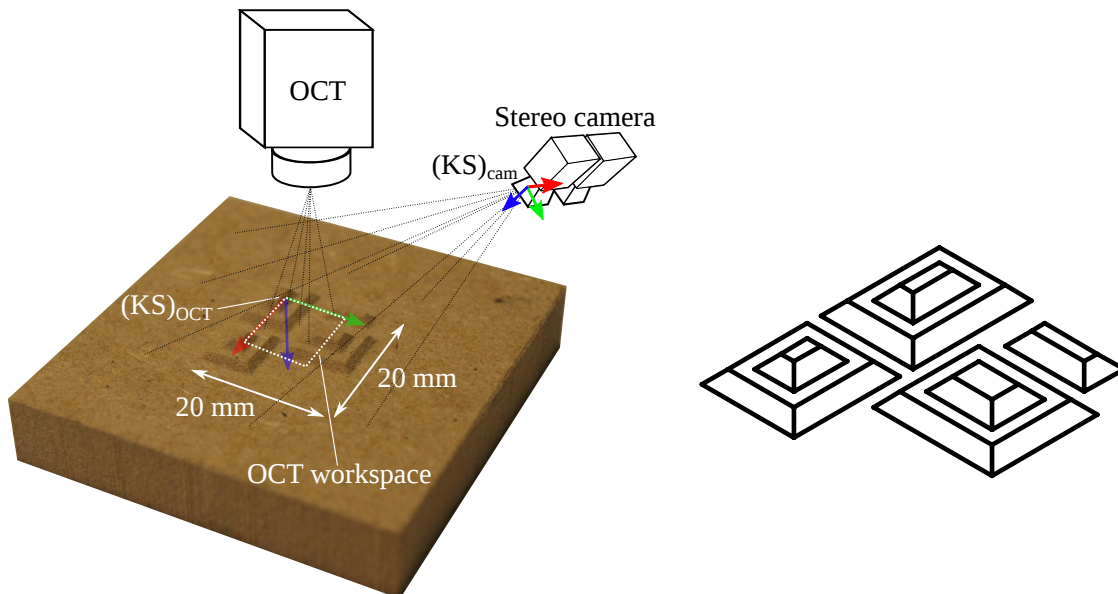 OCT
Stereo camera
(KS)cam
(KS)OCT
20 mm
20 mm
OCT workspace